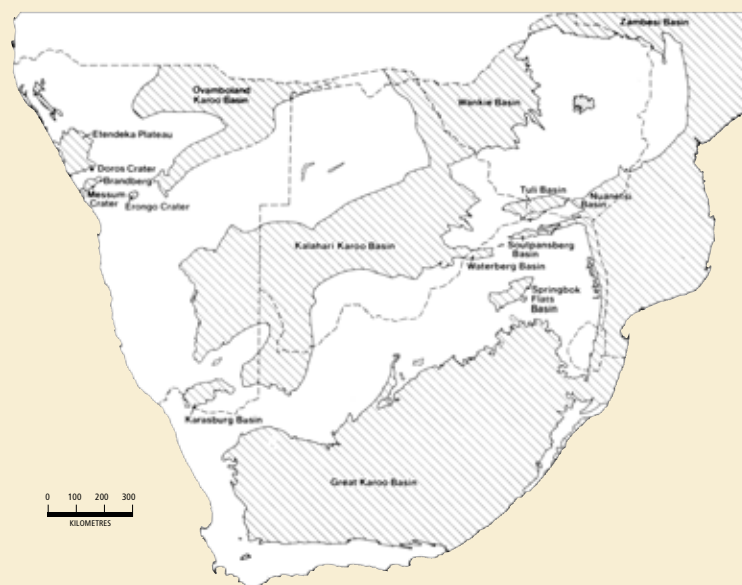 Zambesi Basin
Ovamboland
Karoo Basin
Wankie Basin
Etendeka Plateau
Doros Crater
Brandberg
Messum
Crater
Erongo Crater
Tuli Basin
Nuanetsi
Basin
Kalahari Karoo Basin
Soutpansberg
Basin
Waterberg Basin
Lebombo
Springbok
Flats
Basin
Karasburg Basin
Great Karoo Basin
0 100 200 300
KILOMETRES